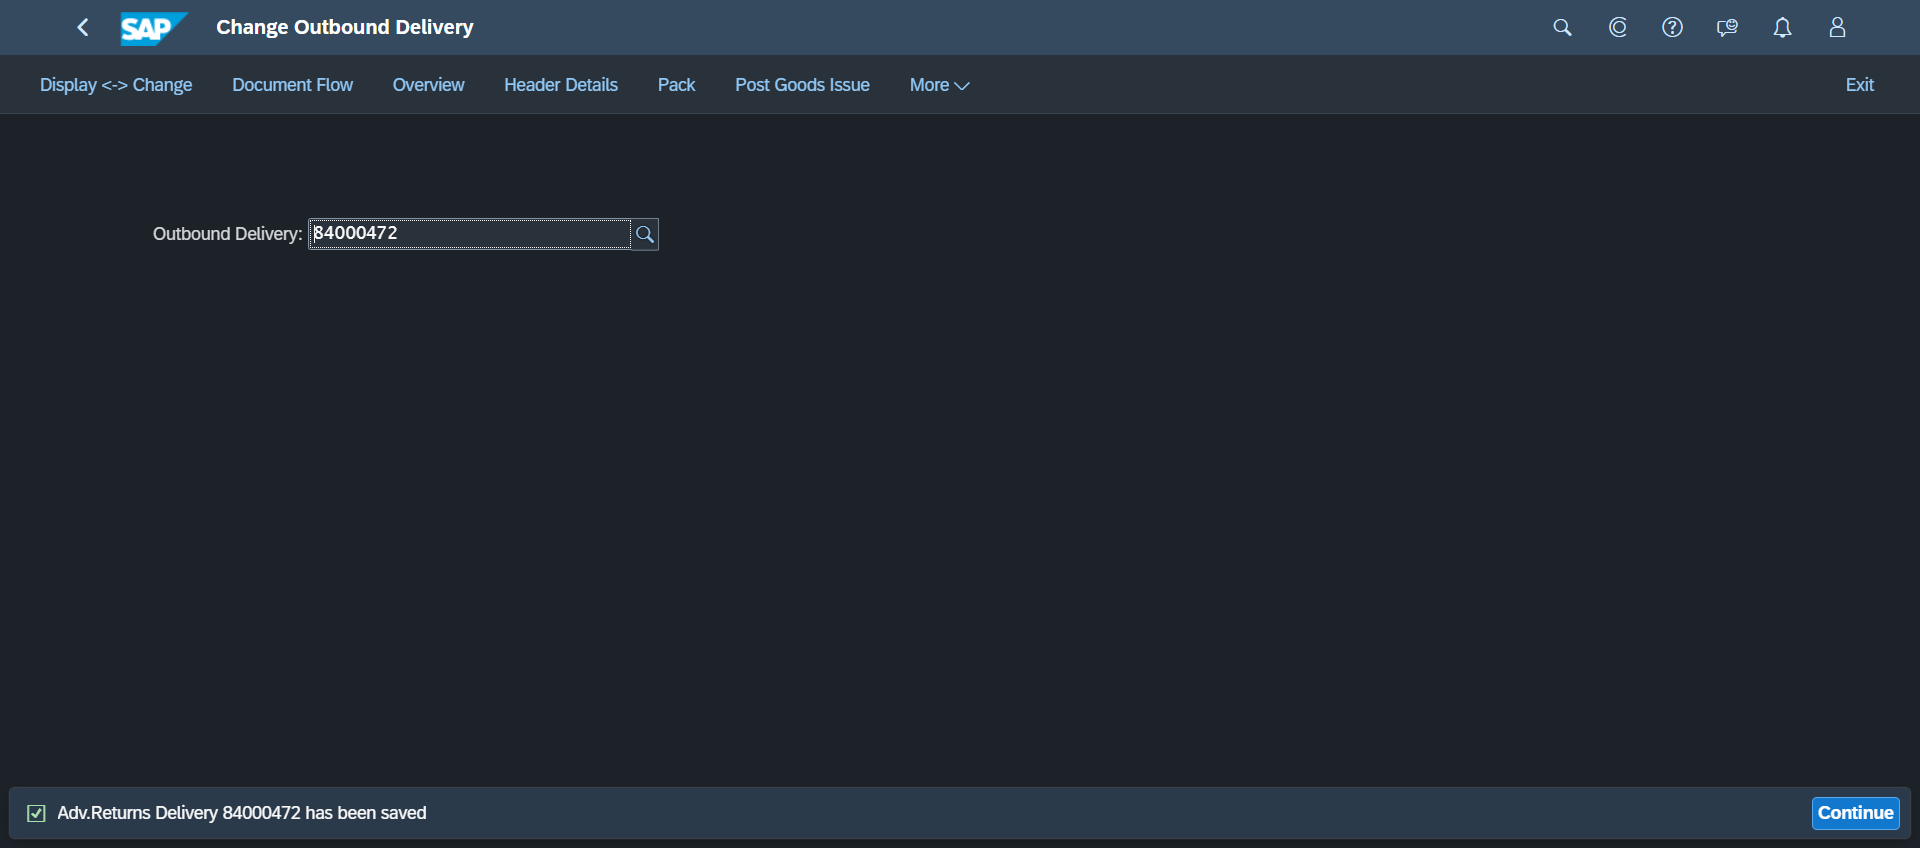 SAP Change Outbound Delivery
Display <-> Change Document Flow Overview Header Details Pack Post Goods Issue More Exit
Outbound Delivery: 84000472
Adv.Returns Delivery 84000472 has been saved Continue